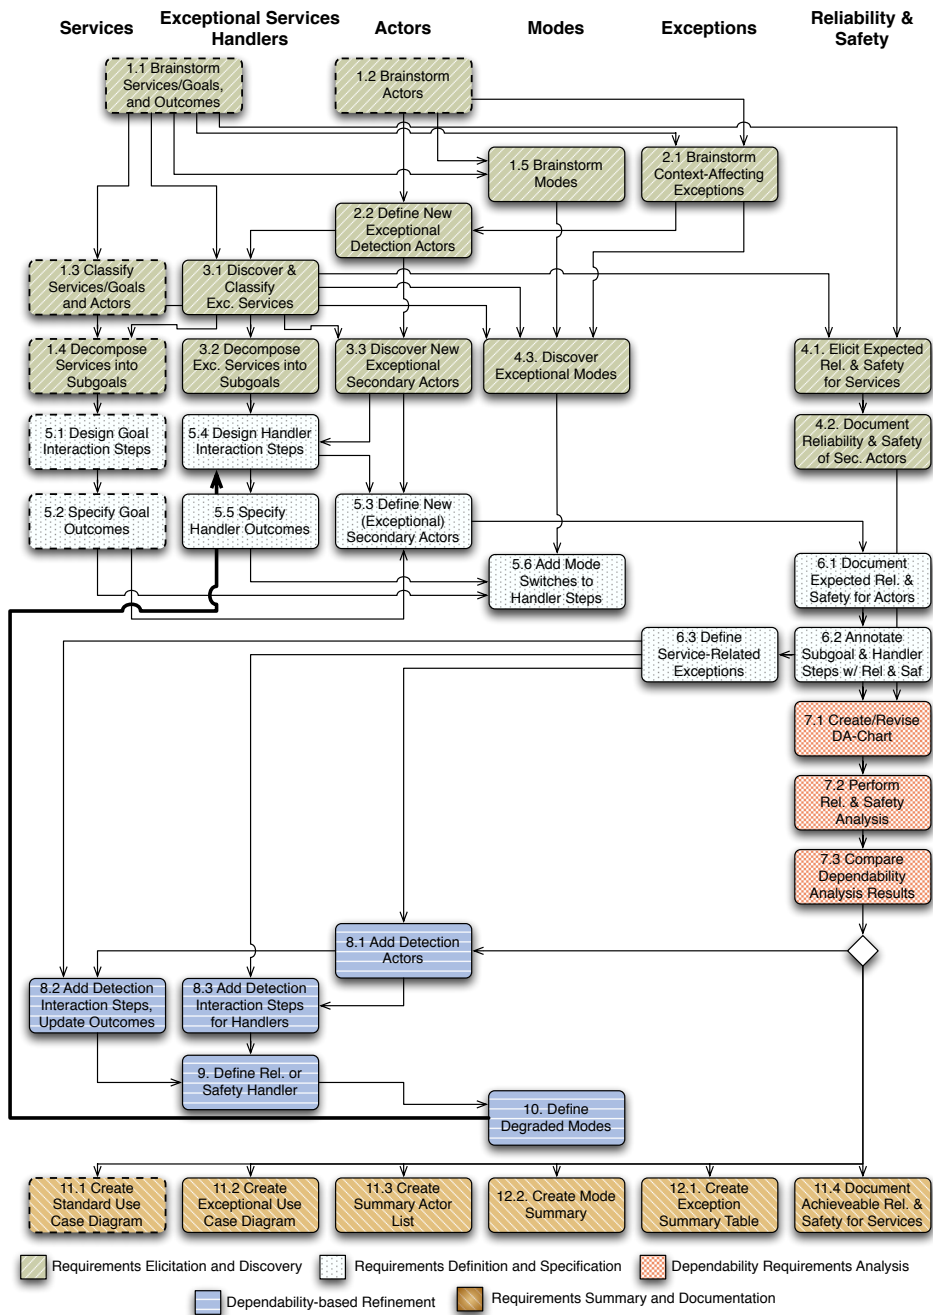 Services
Exceptional Services
Handlers
Actors
Modes
Exceptions
Reliability &
Safety
1.1 Brainstorm
Services/Goals,
and Outcomes
1.2 Brainstorm
Actors
1.5 Brainstorm
Modes
2.1 Brainstorm
Context-Affecting
Exceptions
2.2 Define New
Exceptional
Detection Actors
1.3 Classify
Services/Goals
and Actors
3.1 Discover &
Classify
Exc. Services
1.4 Decompose
Services into
Subgoals
3.2 Decompose
Exc. Services into
Subgoals
3.3 Discover New
Exceptional
Secondary Actors
4.3. Discover
Exceptional Modes
4.1. Elicit Expected
Rel. & Safety
for Services
5.1 Design Goal
Interaction Steps
5.4 Design Handler
Interaction Steps
4.2. Document
Reliability & Safety
of Sec. Actors
5.2 Specify Goal
Outcomes
5.5 Specify
Handler Outcomes
5.3 Define New
(Exceptional)
Secondary Actors
5.6 Add Mode
Switches to
Handler Steps
6.1 Document
Expected Rel. &
Safety for Actors
6.3 Define
Service-Related
Exceptions
6.2 Annotate
Subgoal & Handler
Steps w/ Rel & Saf
7.1 Create/Revise
DA-Chart
7.2 Perform
Rel. & Safety
Analysis
7.3 Compare
Dependability
Analysis Results
8.1 Add Detection
Actors
8.2 Add Detection
Interaction Steps,
Update Outcomes
8.3 Add Detection
Interaction Steps
for Handlers
9. Define Rel. or
Safety Handler
10. Define
Degraded Modes
11.1 Create
Standard Use
Case Diagram
11.2 Create
Exceptional Use
Case Diagram
11.3 Create
Summary Actor
List
12.2. Create Mode
Summary
12.1. Create
Exception
Summary Table
11.4 Document
Achieveable Rel. &
Safety for Services
Requirements Elicitation and Discovery
Requirements Definition and Specification
Dependability Requirements Analysis
Dependability-based Refinement
Requirements Summary and Documentation